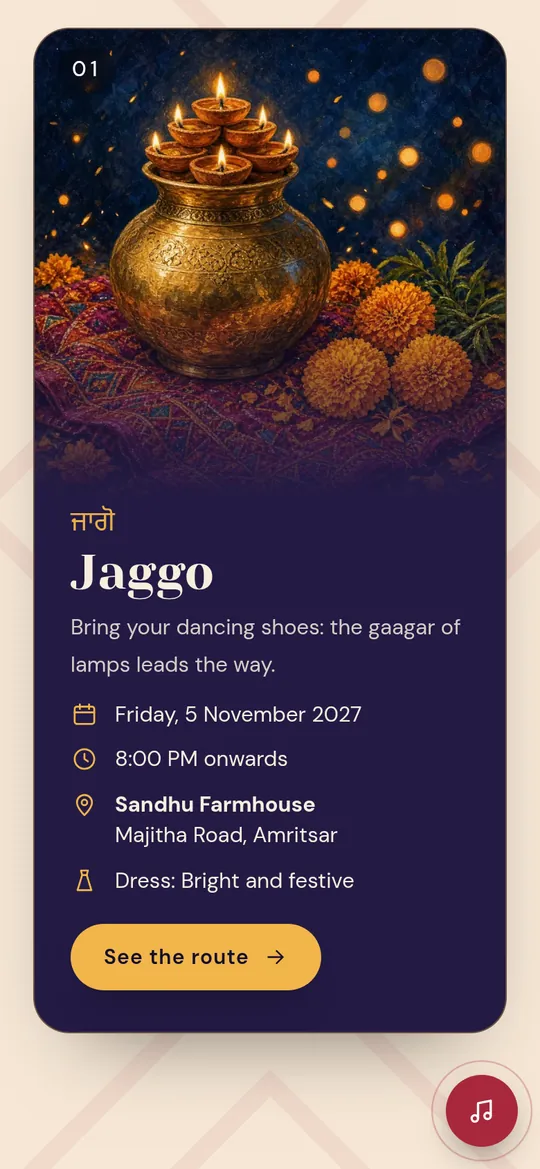 01
ਜਾਗੋ
Jaggo
Bring your dancing shoes: the gaagar of
lamps leads the way.
Friday, 5 November 2027
8:00 PM onwards
Sandhu Farmhouse
Majitha Road, Amritsar
Dress: Bright and festive
See the route →